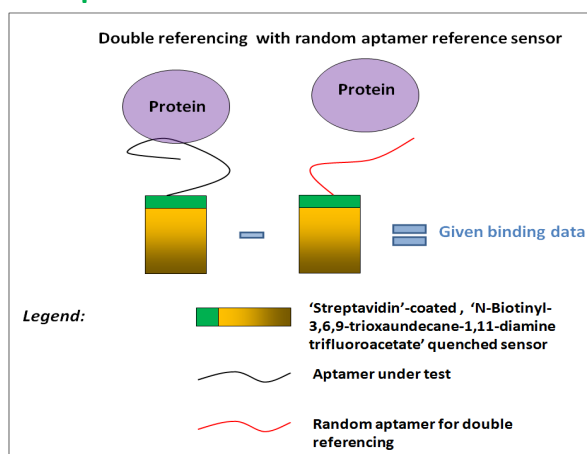 Double referencing with random aptamer reference sensor
Protein
Protein
Given binding data
Legend:
‘Streptavidin’-coated , ‘N-Biotinyl-
3,6,9-trioxaundecane-1,11-diamine
trifluoroacetate’ quenched sensor
Aptamer under test
Random aptamer for double
referencing